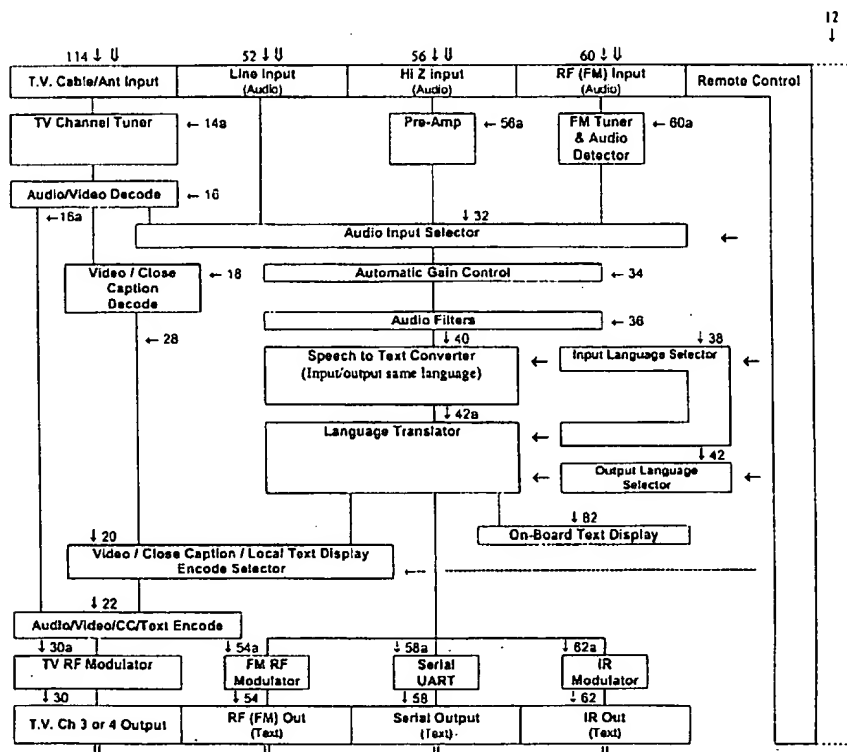 12
↓
114 ↓ ⇓
52 ↓⇓
56 ↓⇓
60 ↓⇓
T.V. Cable/Ant Input
Line Input
(Audio)
Hi Z input
(Audio)
RF (FM) Input
(Audio)
Remote Control
TV Channel Tuner
← 14a
Pre-Amp
← 56a
FM Tuner
& Audio
Detector
← 60a
Audio/Video Decode
← 16
←16a
↓ 32
Audio Input Selector
←
Video / Close
Caption
Decode
← 18
Automatic Gain Control
← 34
Audio Filters
← 36
← 28
↓ 40
Speech to Text Converter
(Input/output same language)
←
↓ 38
Input Language Selector
←
↓ 42a
Language Translator
←
↓ 42
←
Output Language
Selector
←
↓ 82
On-Board Text Display
↓ 20
Video / Close Caption / Local Text Display
Encode Selector
←
↓ 22
Audio/Video/CC/Text Encode
↓ 30a
↓ 54a
↓ 58a
↓ 62a
TV RF Modulator
FM RF
Modulator
Serial
UART
IR
Modulator
↓ 30
↓ 54
↓ 58
↓ 62
T.V. Ch 3 or 4 Output
RF (FM) Out
(Text)
Serial Output
(Text)
IR Out
(Text)